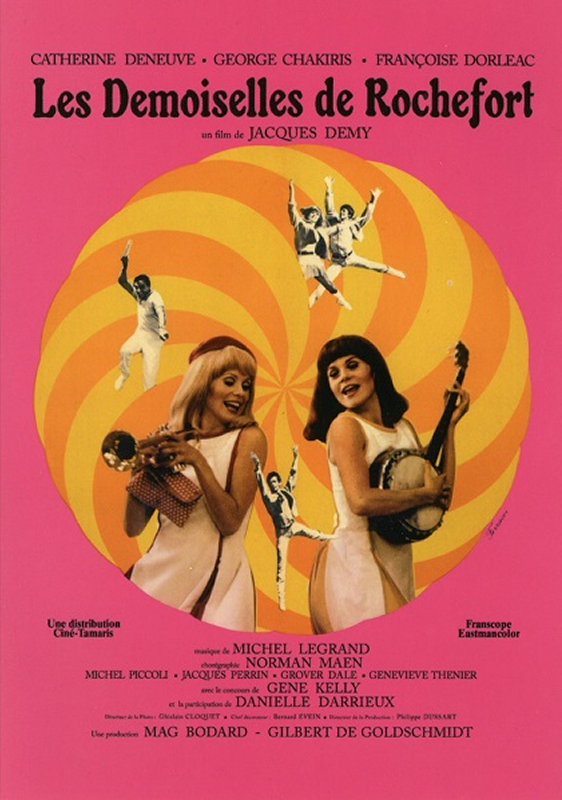 CATHERINE DENEUVE • GEORGE CHAKIRIS • FRANÇOISE DORLEAC
Les Demoiselles de Rochefort
un film de JACQUES DEMY
Une distribution
Ciné-Tamaris
Franscope
Eastmancolor
musique de MICHEL LEGRAND
chorégraphie NORMAN MAEN
MICHEL PICCOLI • JACQUES PERRIN • GROVER DALE • GENEVIEVE THENIER
avec le concours de GENE KELLY
et la participation de DANIELLE DARRIEUX
Directeur de la Photo : Ghislain CLOQUET • Chef décorateur : Bernard EVEIN • Directeur de la Production : Philippe DUSSART
Une production MAG BODARD - GILBERT DE GOLDSCHMIDT